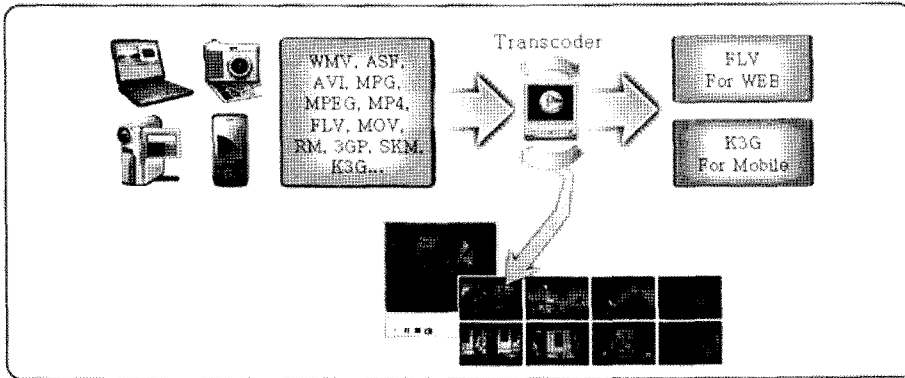 WMV, ASF,
AVI, MPG,
MPEG, MP4,
FLV, MOV,
RM, 3GP, SKM,
K3G...
Transcoder
FLV
For WEB
K3G
For Mobile